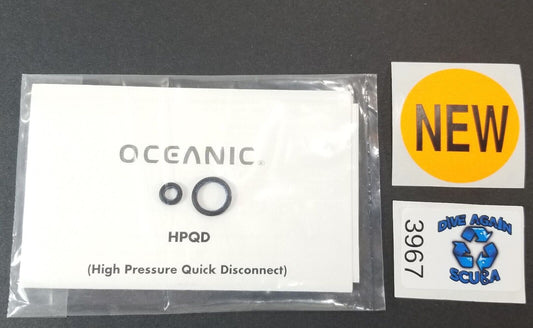 OCEANIC®
HPQD
(High Pressure Quick Disconnect)
NEW
3967
DIVE AGAIN
SCUBA